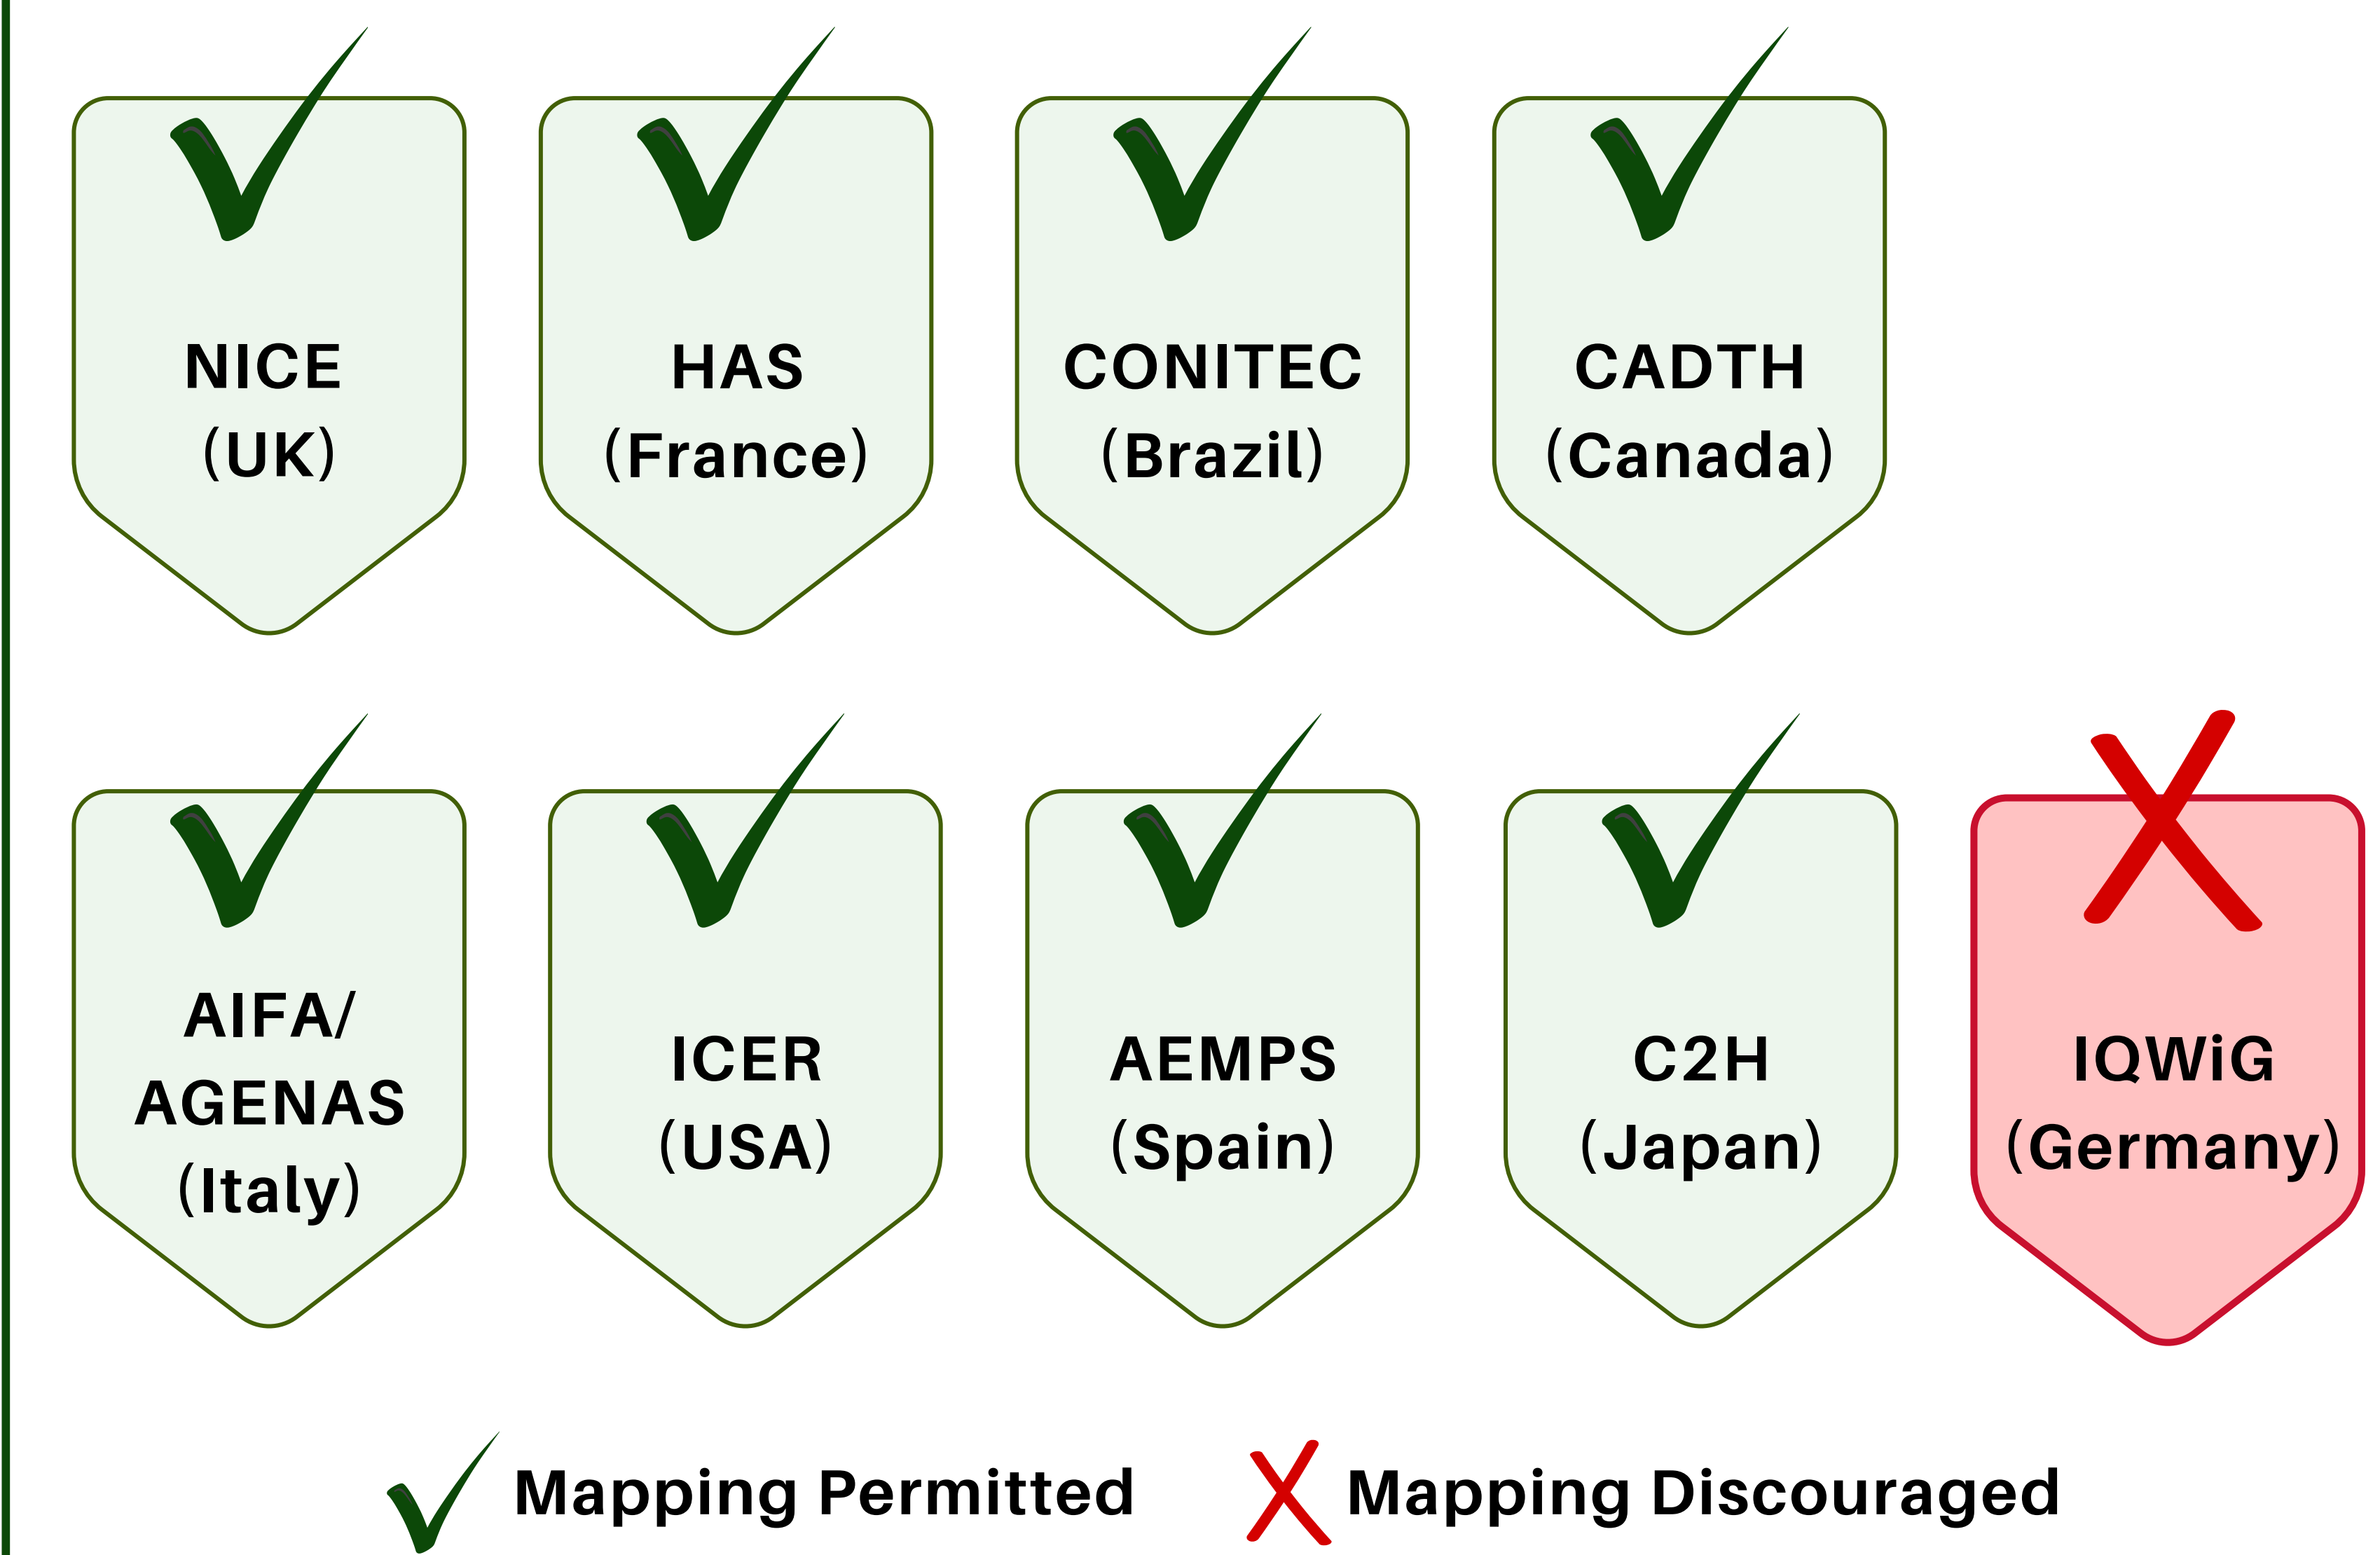 NICE
(UK)
HAS
(France)
CONITEC
(Brazil)
CADTH
(Canada)
AIFA/
AGENAS
(Italy)
ICER
(USA)
AEMPS
(Spain)
C2H
(Japan)
IQWiG
(Germany)
Mapping Permitted
Mapping Discouraged